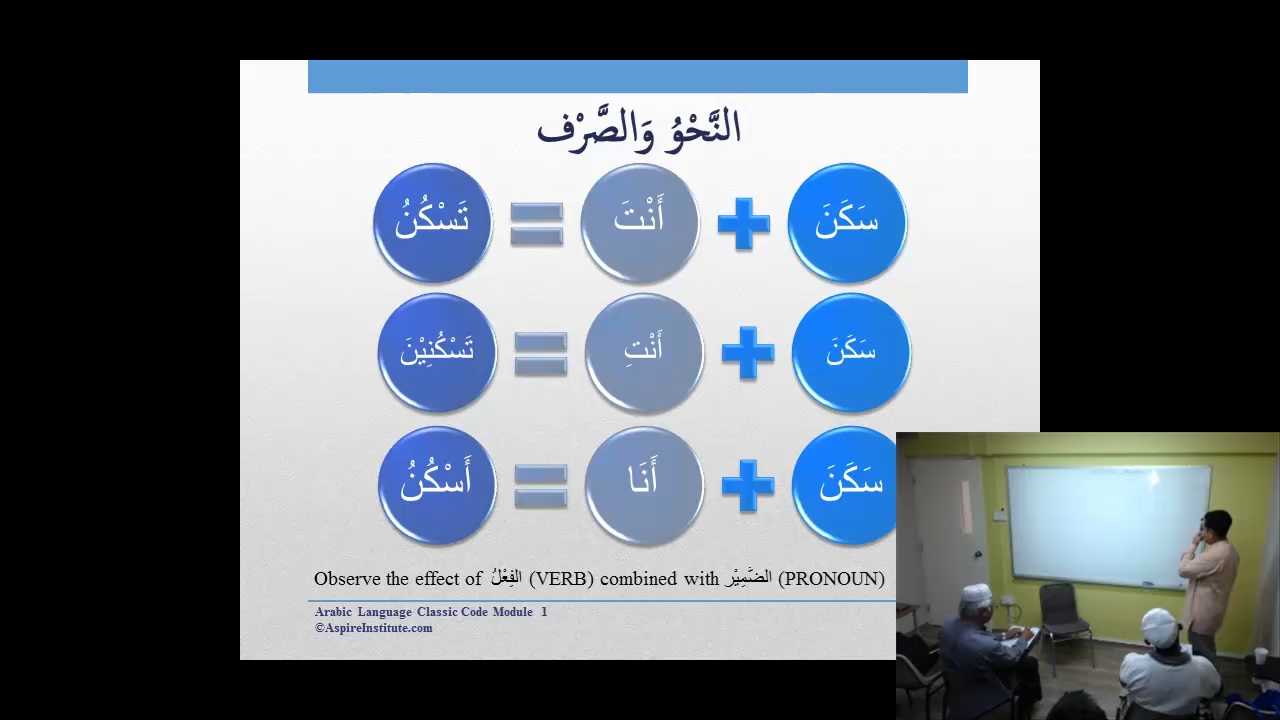 النَّحْوُ وَالصَّرْف
سَكَنَ + أَنْتَ = تَسْكُنُ
سَكَنَ + أَنْتِ = تَسْكُنِيْنَ
سَكَنَ + أَنَا = أَسْكُنُ
Observe the effect of الفِعْلُ (VERB) combined with الضَّمِيْر (PRONOUN)
Arabic Language Classic Code Module 1
©AspireInstitute.com